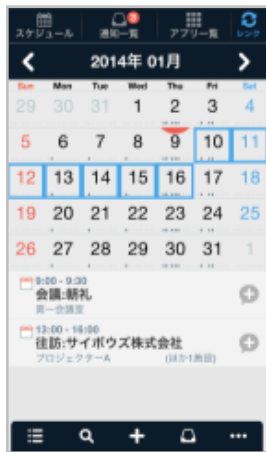 スケジュール 通知一覧 アプリ一覧 リンク
2014年 01月
Sun Mon Tue Wed Thu Fri Sat
29 30 31 1 2 3 4
5 6 7 8 9 10 11
12 13 14 15 16 17 18
19 20 21 22 23 24 25
26 27 28 29 30 31 1
9:00 - 9:30
会議:朝礼
第一会議室
13:00 - 16:00
往訪:サイボウズ株式会社
プロジェクターA (ほか1施設)